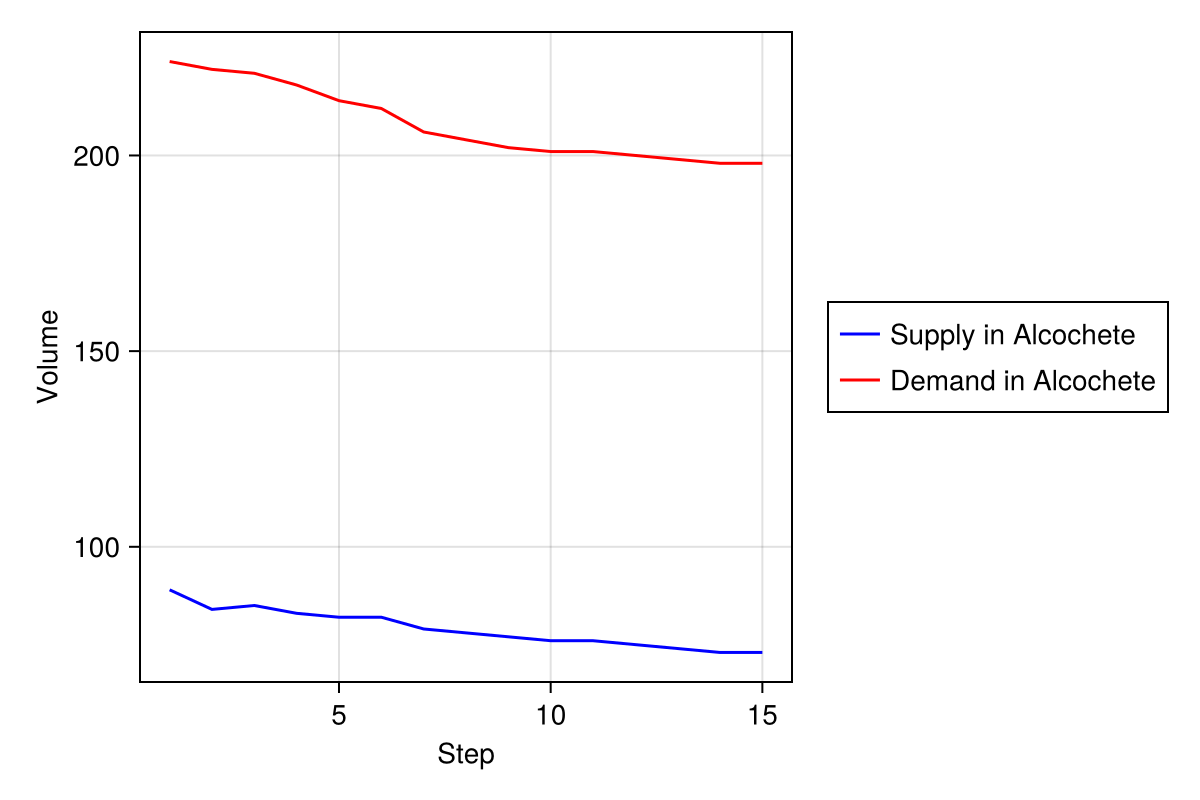 200
150
100
Volume
5 10 15
Step
Supply in Alcochete
Demand in Alcochete